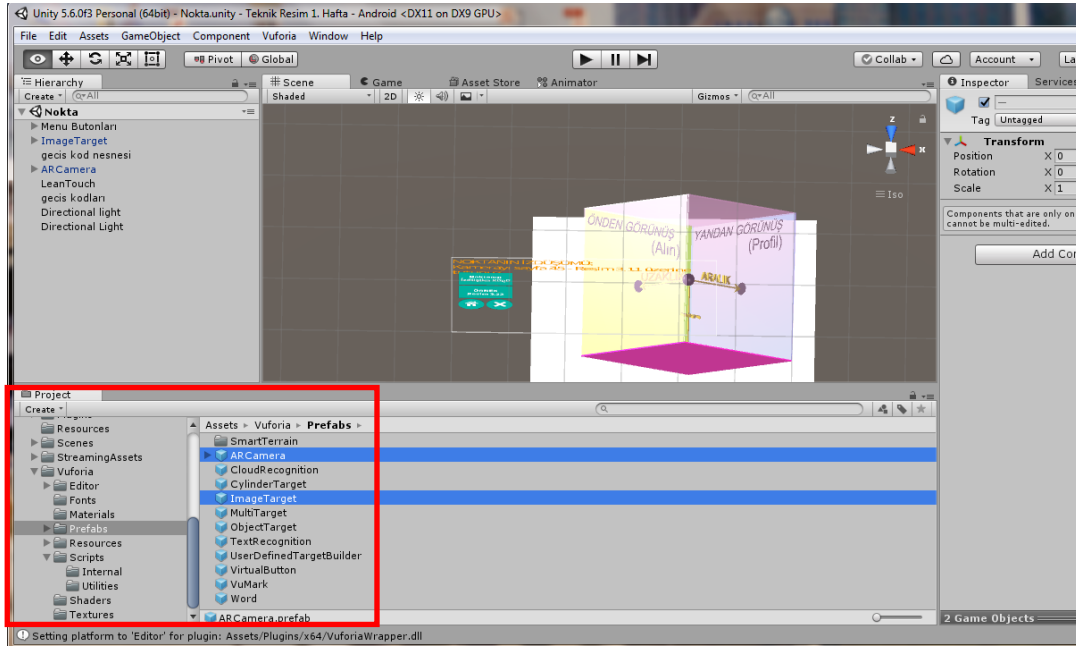 Unity 5.6.0f3 Personal (64bit) - Nokta.unity - Teknik Resim 1. Hafta - Android <DX11 on DX9 GPU>
File Edit Assets GameObject Component Vuforia Window Help
Pivot Global Collab Account La
Hierarchy
Create All
Nokta
Menu Butonları
ImageTarget
gecis kod nesnesi
ARCamera
LeanTouch
gecis kodları
Directional light
Directional Light
Scene Game Asset Store Animator
Shaded 2D Gizmos All
z
x
Iso
ÖNDEN GÖRÜNÜŞ
(Alın)
YANDAN GÖRÜNÜŞ
(Profil)
NOKTANIN İZDÜŞÜMÜ
ARALIK
Inspector Services
Tag Untagged
Transform
Position X 0
Rotation X 0
Scale X 1
Components that are only on
cannot be multi-edited.
Add Cor
Project
Create
Resources
Scenes
StreamingAssets
Vuforia
Editor
Fonts
Materials
Prefabs
Resources
Scripts
Internal
Utilities
Shaders
Textures
Assets Vuforia Prefabs
SmartTerrain
ARCamera
CloudRecognition
CylinderTarget
ImageTarget
MultiTarget
ObjectTarget
TextRecognition
UserDefinedTargetBuilder
VirtualButton
VuMark
Word
ARCamera.prefab
2 Game Objects
Setting platform to 'Editor' for plugin: Assets/Plugins/x64/VuforiaWrapper.dll